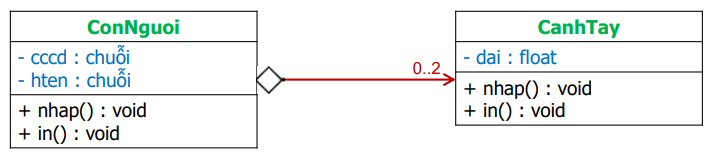 ConNguoi
- cccd : chuỗi
- hten : chuỗi
+ nhap() : void
+ in() : void
0..2
CanhTay
- dai : float
+ nhap() : void
+ in() : void